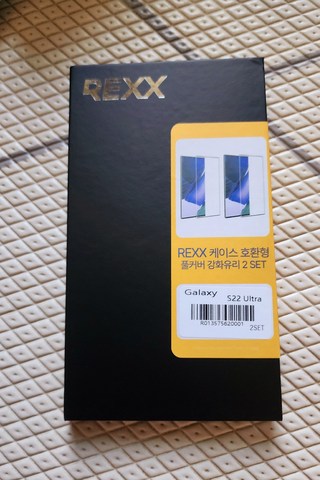 REXX
REXX 케이스 호환형
풀커버 강화유리 2 SET
Galaxy
S22 Ultra
R013575820001
2SET